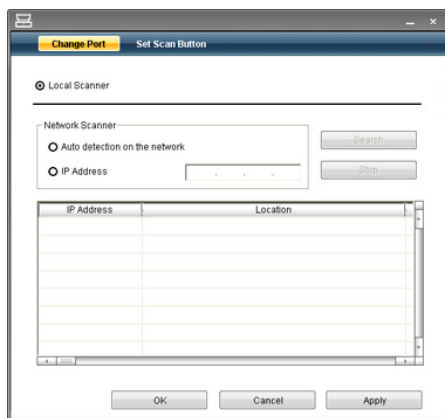 Change Port Set Scan Button
Local Scanner
Network Scanner
Auto detection on the network
Search
IP Address . . .
Stop
IP Address Location
OK Cancel Apply